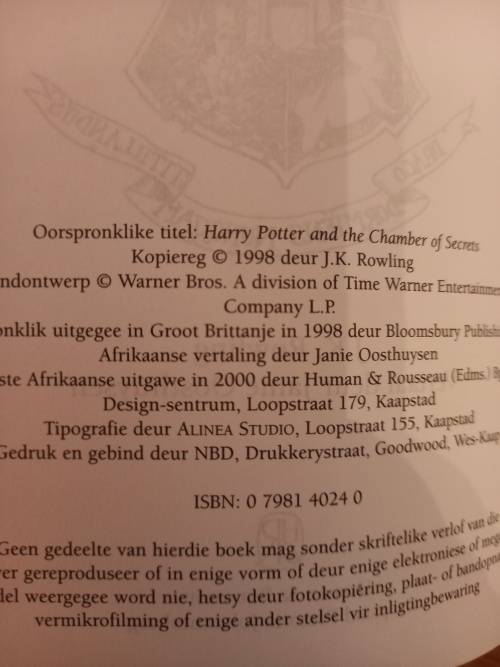 Oorspronklike titel: Harry Potter and the Chamber of Secrets
Kopiereg © 1998 deur J.K. Rowling
ndontwerp © Warner Bros. A division of Time Warner Entertainment
Company L.P.
onklik uitgegee in Groot Brittanje in 1998 deur Bloomsbury Publish
Afrikaanse vertaling deur Janie Oosthuysen
ste Afrikaanse uitgawe in 2000 deur Human & Rousseau (Edms.) Bp
Design-sentrum, Loopstraat 179, Kaapstad
Tipografie deur ALINEA STUDIO, Loopstraat 155, Kaapstad
Gedruk en gebind deur NBD, Drukkerystraat, Goodwood, Wes-Kaap
ISBN: 0 7981 4024 0
Geen gedeelte van hierdie boek mag sonder skriftelike verlof van die
er gereproduseer of in enige vorm of deur enige elektroniese of mega
del weergegee word nie, hetsy deur fotokopiëring, plaat- of bandopna
vermikrofilming of enige ander stelsel vir inligtingbewaring